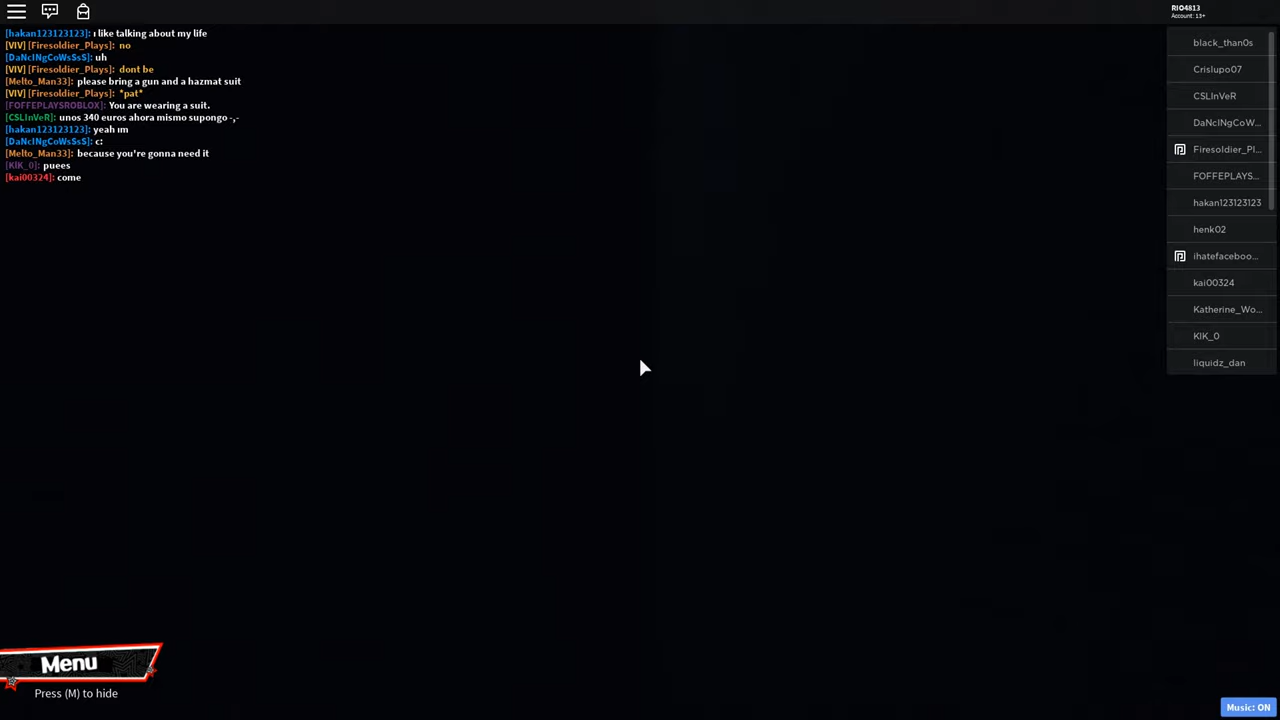 RIO4813
Account: 13+
[hakan123123123]: ı like talking about my life
[VIV] [Firesoldier_Plays]: no
[DaNcINgCoWsSsS]: uh
[VIV] [Firesoldier_Plays]: dont be
[Melto_Man33]: please bring a gun and a hazmat suit
[VIV] [Firesoldier_Plays]: *pat*
[FOFFEPLAYSROBLOX]: You are wearing a suit.
[CSLInVeR]: unos 340 euros ahora mismo supongo -,-
[hakan123123123]: yeah ım
[DaNcINgCoWsSsS]: c:
[Melto_Man33]: because you're gonna need it
[KIK_0]: puees
[kai00324]: come
black_than0s
Crislupo07
CSLInVeR
DaNcINgCoW...
Firesoldier_Pl...
FOFFEPLAYS...
hakan123123123
henk02
ihatefaceboo...
kai00324
Katherine_Wo...
KIK_0
liquidz_dan
Menu
Press (M) to hide
Music: ON